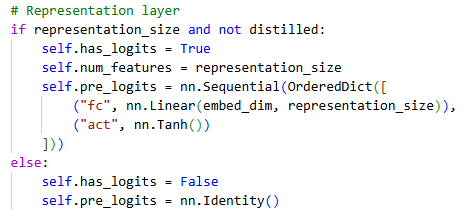 # Representation layer
if representation_size and not distilled:
    self.has_logits = True
    self.num_features = representation_size
    self.pre_logits = nn.Sequential(OrderedDict([
        ("fc", nn.Linear(embed_dim, representation_size)),
        ("act", nn.Tanh())
    ]))
else:
    self.has_logits = False
    self.pre_logits = nn.Identity()